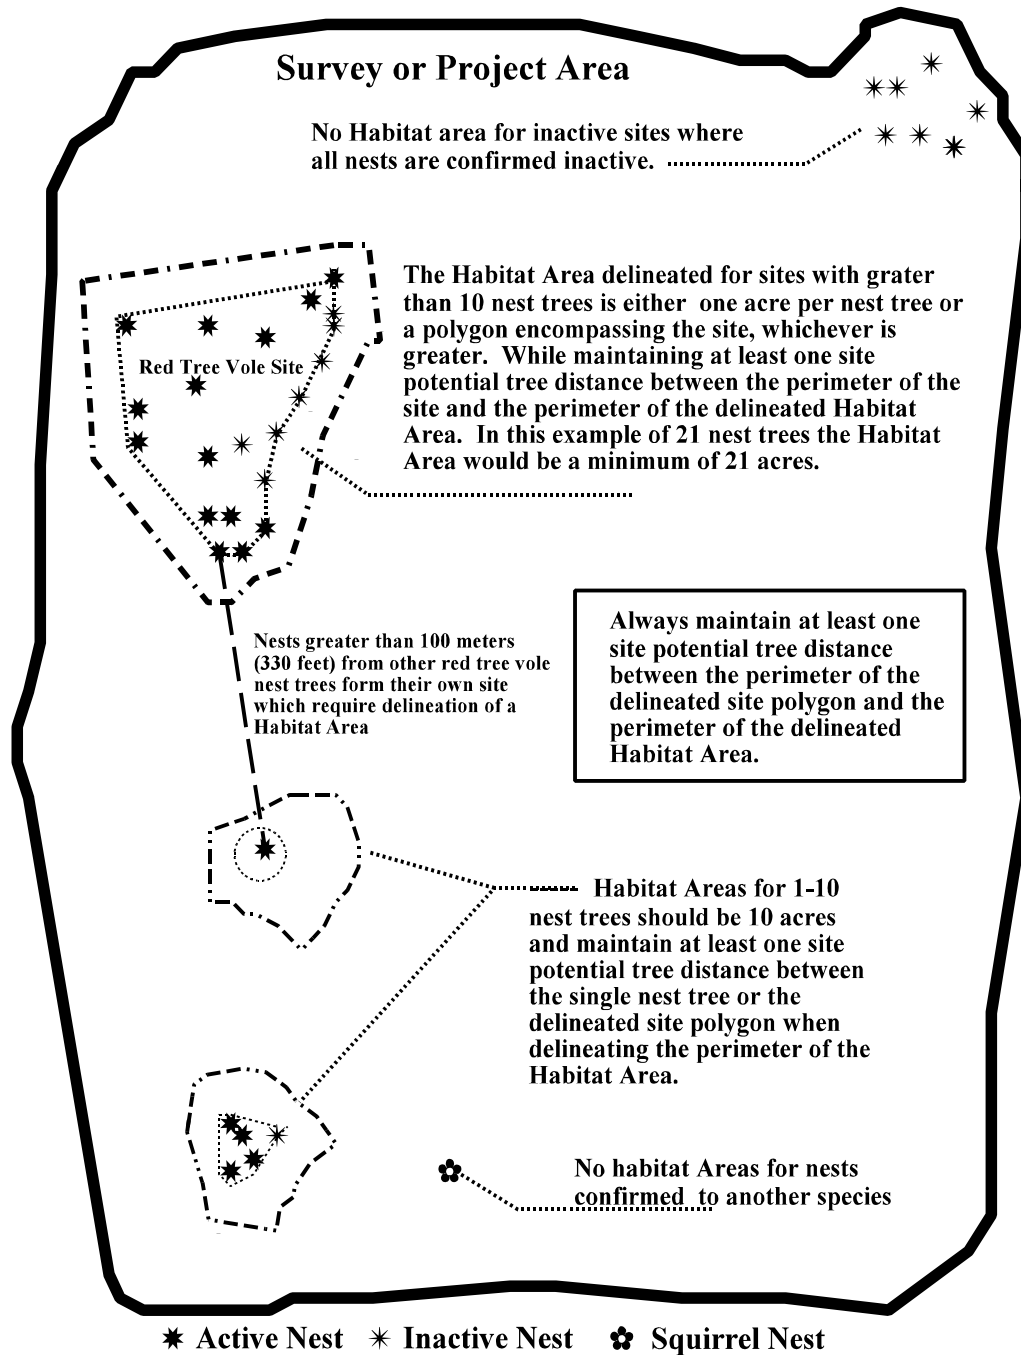 Survey or Project Area
No Habitat area for inactive sites where
all nests are confirmed inactive.
The Habitat Area delineated for sites with grater
than 10 nest trees is either one acre per nest tree or
a polygon encompassing the site, whichever is
greater. While maintaining at least one site
potential tree distance between the perimeter of the
site and the perimeter of the delineated Habitat
Area. In this example of 21 nest trees the Habitat
Area would be a minimum of 21 acres.
Red Tree Vole Site
Always maintain at least one
site potential tree distance
between the perimeter of the
delineated site polygon and the
perimeter of the delineated
Habitat Area.
Nests greater than 100 meters
(330 feet) from other red tree vole
nest trees form their own site
which require delineation of a
Habitat Area
Habitat Areas for 1-10
nest trees should be 10 acres
and maintain at least one site
potential tree distance between
the single nest tree or the
delineated site polygon when
delineating the perimeter of the
Habitat Area.
No habitat Areas for nests
confirmed to another species
Active Nest Inactive Nest Squirrel Nest